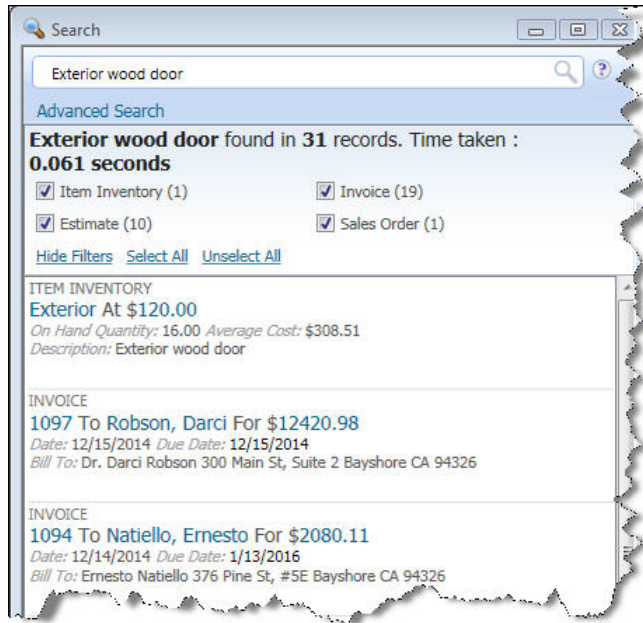 Search
Exterior wood door
?
Advanced Search
Exterior wood door found in 31 records. Time taken :
0.061 seconds
Item Inventory (1) Invoice (19)
Estimate (10) Sales Order (1)
Hide Filters Select All Unselect All
ITEM INVENTORY
Exterior At $120.00
On Hand Quantity: 16.00 Average Cost: $308.51
Description: Exterior wood door
INVOICE
1097 To Robson, Darci For $12420.98
Date: 12/15/2014 Due Date: 12/15/2014
Bill To: Dr. Darci Robson 300 Main St, Suite 2 Bayshore CA 94326
INVOICE
1094 To Natiello, Ernesto For $2080.11
Date: 12/14/2014 Due Date: 1/13/2016
Bill To: Ernesto Natiello 376 Pine St, #5E Bayshore CA 94326